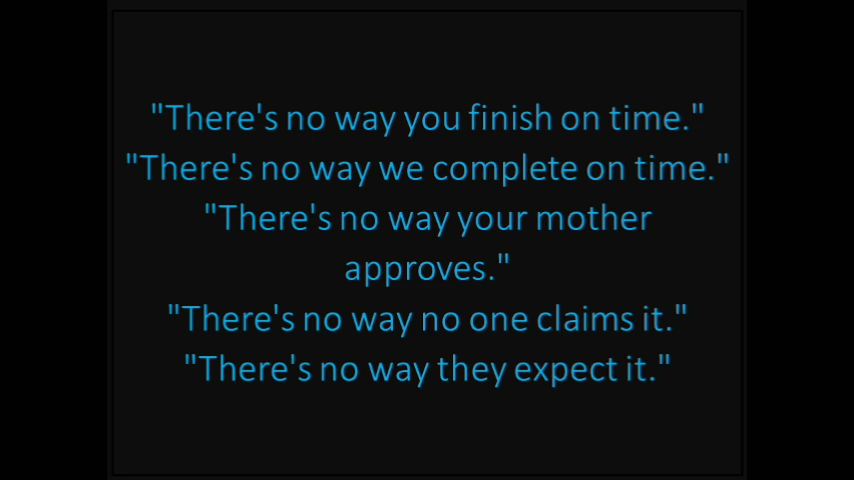 "There's no way you finish on time."
"There's no way we complete on time."
"There's no way your mother
approves."
"There's no way no one claims it."
"There's no way they expect it."